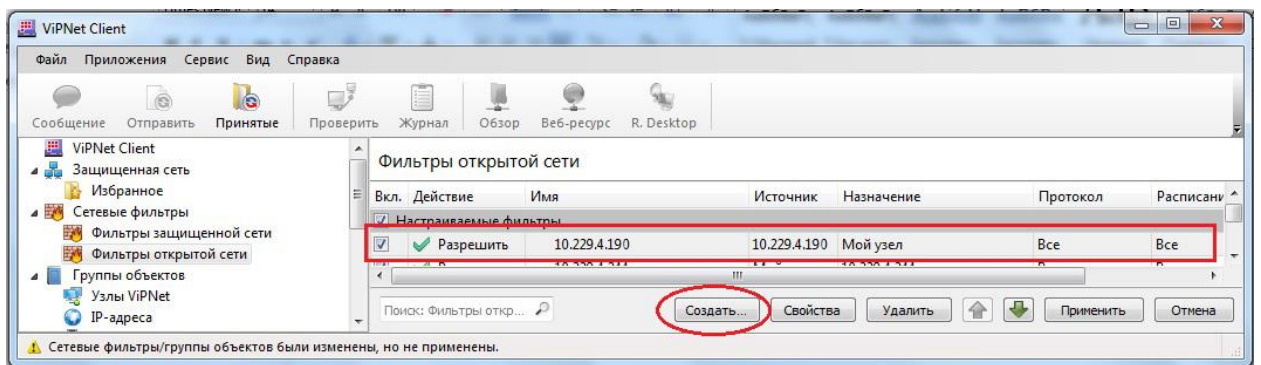 ViPNet Client
Файл Приложения Сервис Вид Справка
Сообщение Отправить Принятые Проверить Журнал Обзор Веб-ресурс R. Desktop
ViPNet Client
Защищенная сеть
Избранное
Сетевые фильтры
Фильтры защищенной сети
Фильтры открытой сети
Группы объектов
Узлы ViPNet
IP-адреса
Фильтры открытой сети
Вкл. Действие Имя Источник Назначение Протокол Расписани
Настраиваемые фильтры
Разрешить 10.229.4.190 10.229.4.190 Мой узел Все Все
Поиск: Фильтры откр... Создать... Свойства Удалить Применить Отмена
Сетевые фильтры/группы объектов были изменены, но не применены.